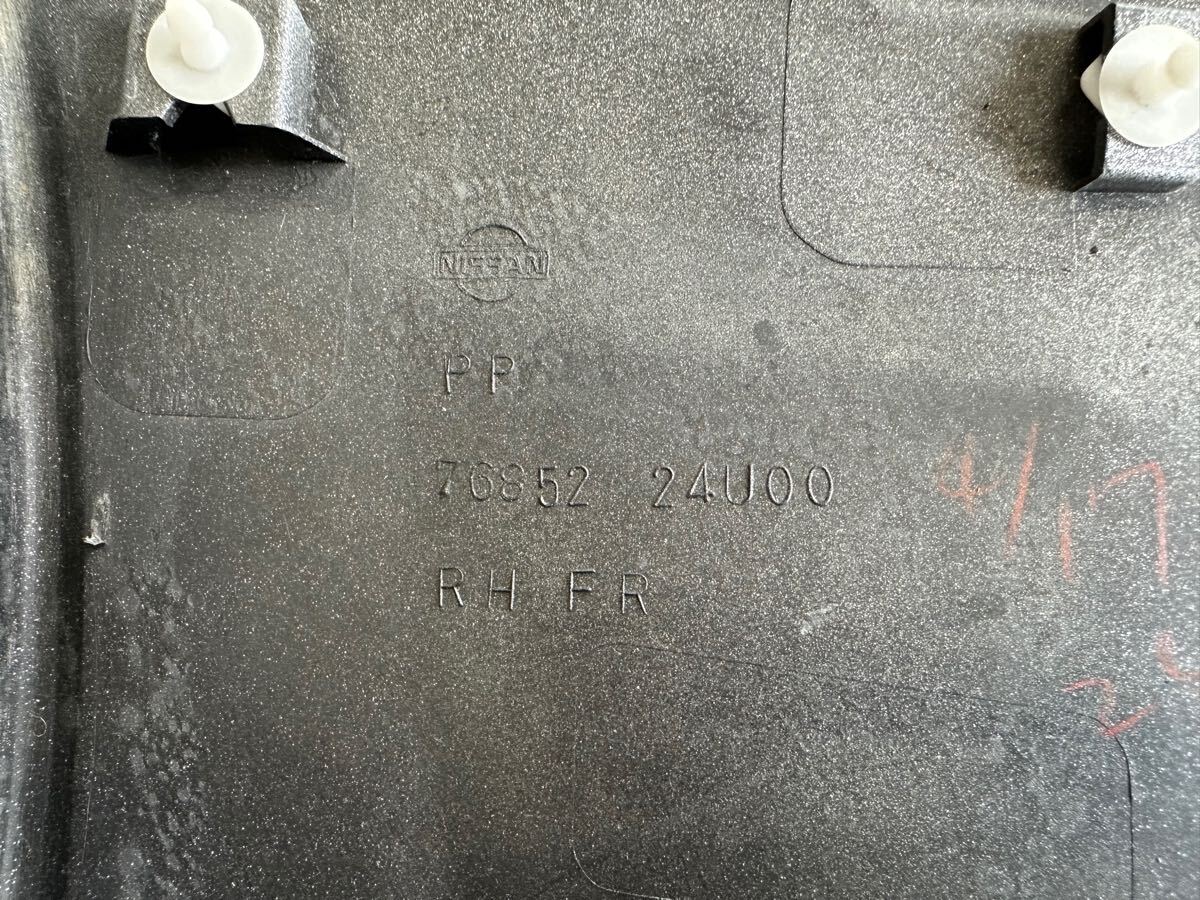 NISSAN
PP
76852 24U00
RH FR
4/17